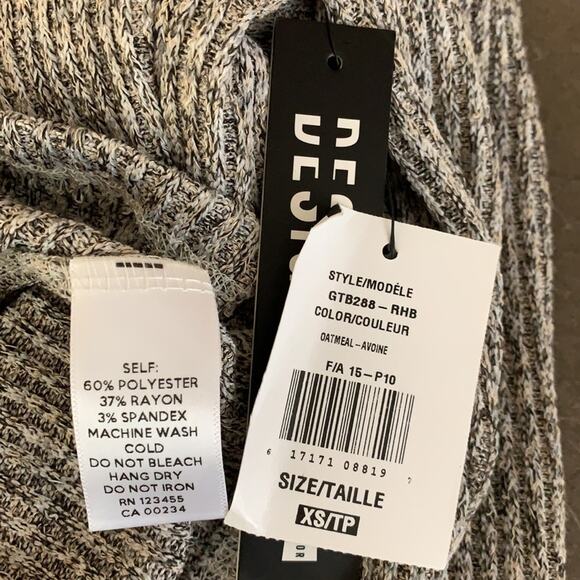 SELF:
60% POLYESTER
37% RAYON
3% SPANDEX
MACHINE WASH
COLD
DO NOT BLEACH
HANG DRY
DO NOT IRON
RN 123455
CA 00234
STYLE/MODÈLE
GTB288-RHB
COLOR/COULEUR
OATMEAL-AVOINE
F/A 15-P10
6 17171 08819
SIZE/TAILLE
XS/TP